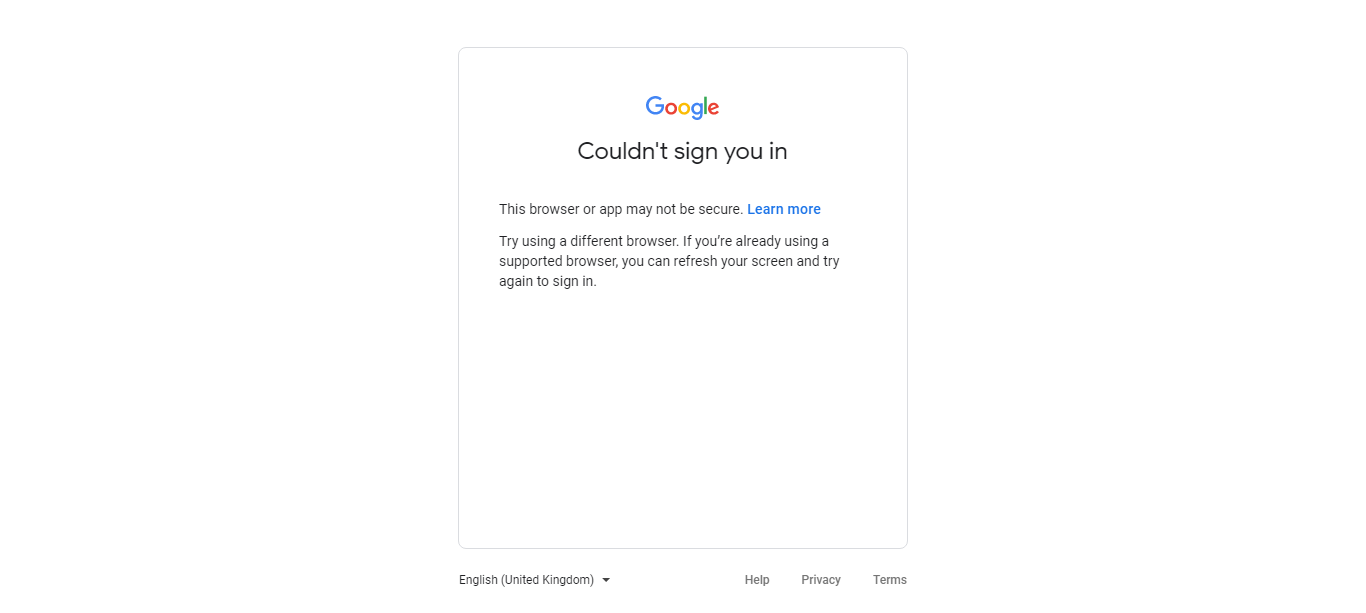 Google
Couldn't sign you in
This browser or app may not be secure. Learn more
Try using a different browser. If you’re already using a
supported browser, you can refresh your screen and try
again to sign in.
English (United Kingdom)
Help
Privacy
Terms